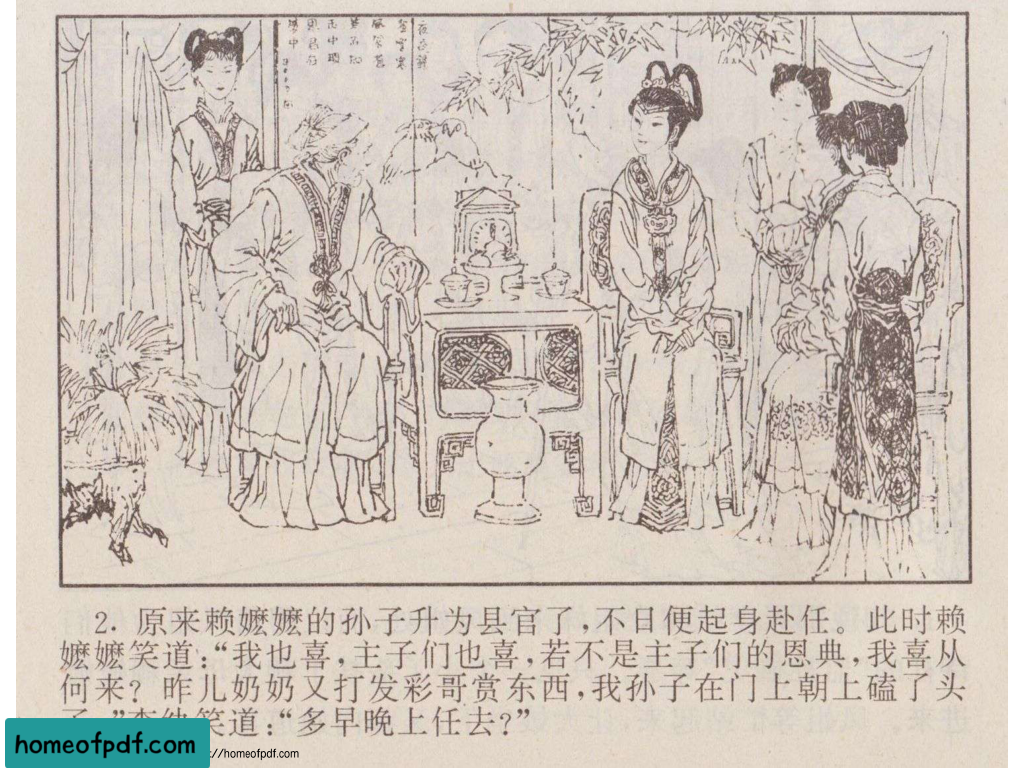 2. 原来赖嬷嬷的孙子升为县官了，不日便起身赴任。此时赖
嬷嬷笑道：“我也喜，主子们也喜，若不是主子们的恩典，我喜从
何来？昨儿奶奶又打发彩哥赏东西，我孙子在门上朝上磕了头
笑道：“多早晚上任去？”
homeofpdf.com
://homeofpdf.com